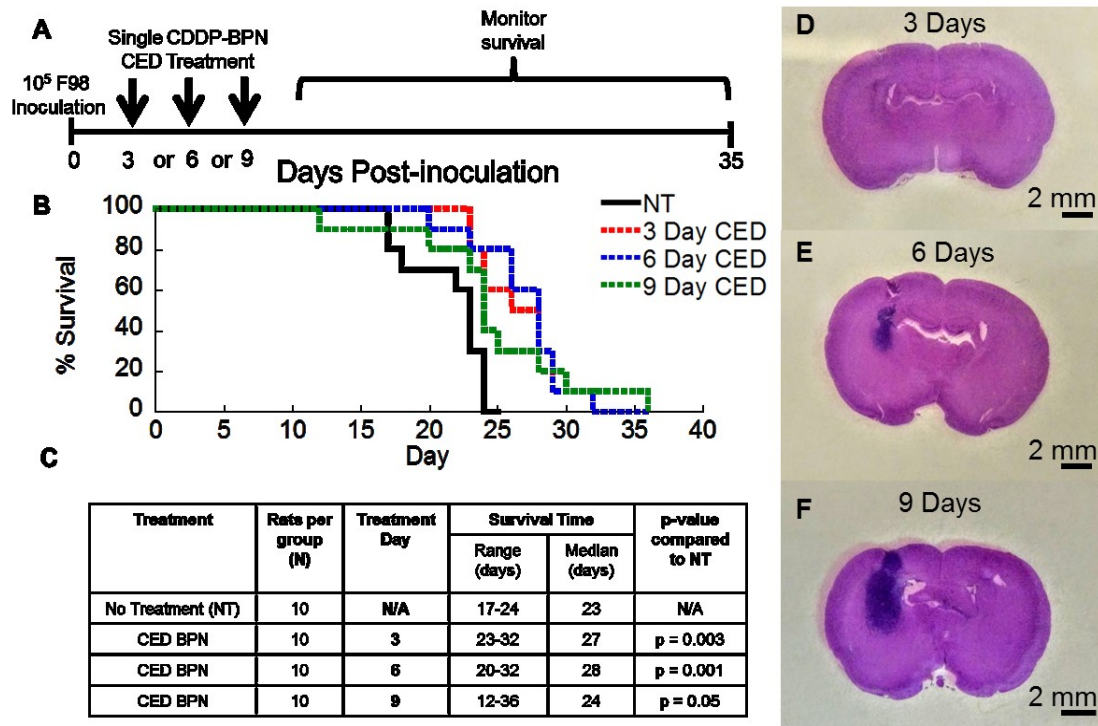 A
Single CDDP-BPN
CED Treatment
Monitor
survival
10⁵ F98
Inoculation
0
3 or 6 or 9
35
Days Post-inoculation
B
100
80
60
40
20
0
% Survival
NT
3 Day CED
6 Day CED
9 Day CED
0 5 10 15 20 25 30 35 40
Day
C
Treatment
Rats per
group
(N)
Treatment
Day
Survival Time
Range
(days)
Median
(days)
p-value
compared
to NT
No Treatment (NT) 10 N/A 17-24 23 N/A
CED BPN 10 3 23-32 27 p = 0.003
CED BPN 10 6 20-32 28 p = 0.001
CED BPN 10 9 12-36 24 p = 0.05
D
3 Days
2 mm
E
6 Days
2 mm
F
9 Days
2 mm